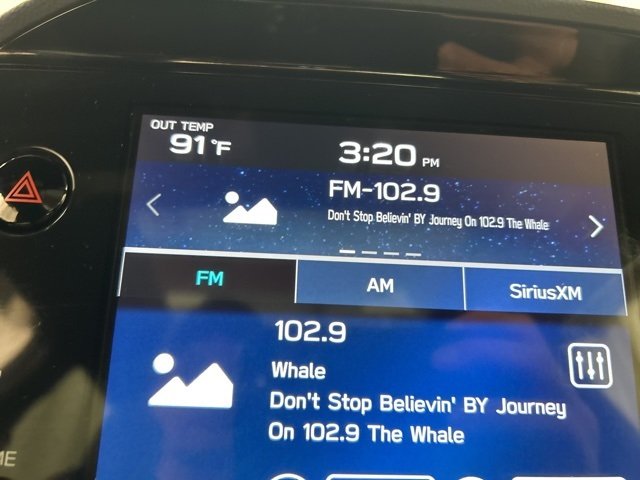 OUT TEMP
91°F
3:20 PM
FM-102.9
Don't Stop Believin' BY Journey On 102.9 The Whale
FM AM SiriusXM
102.9
Whale
Don't Stop Believin' BY Journey
On 102.9 The Whale